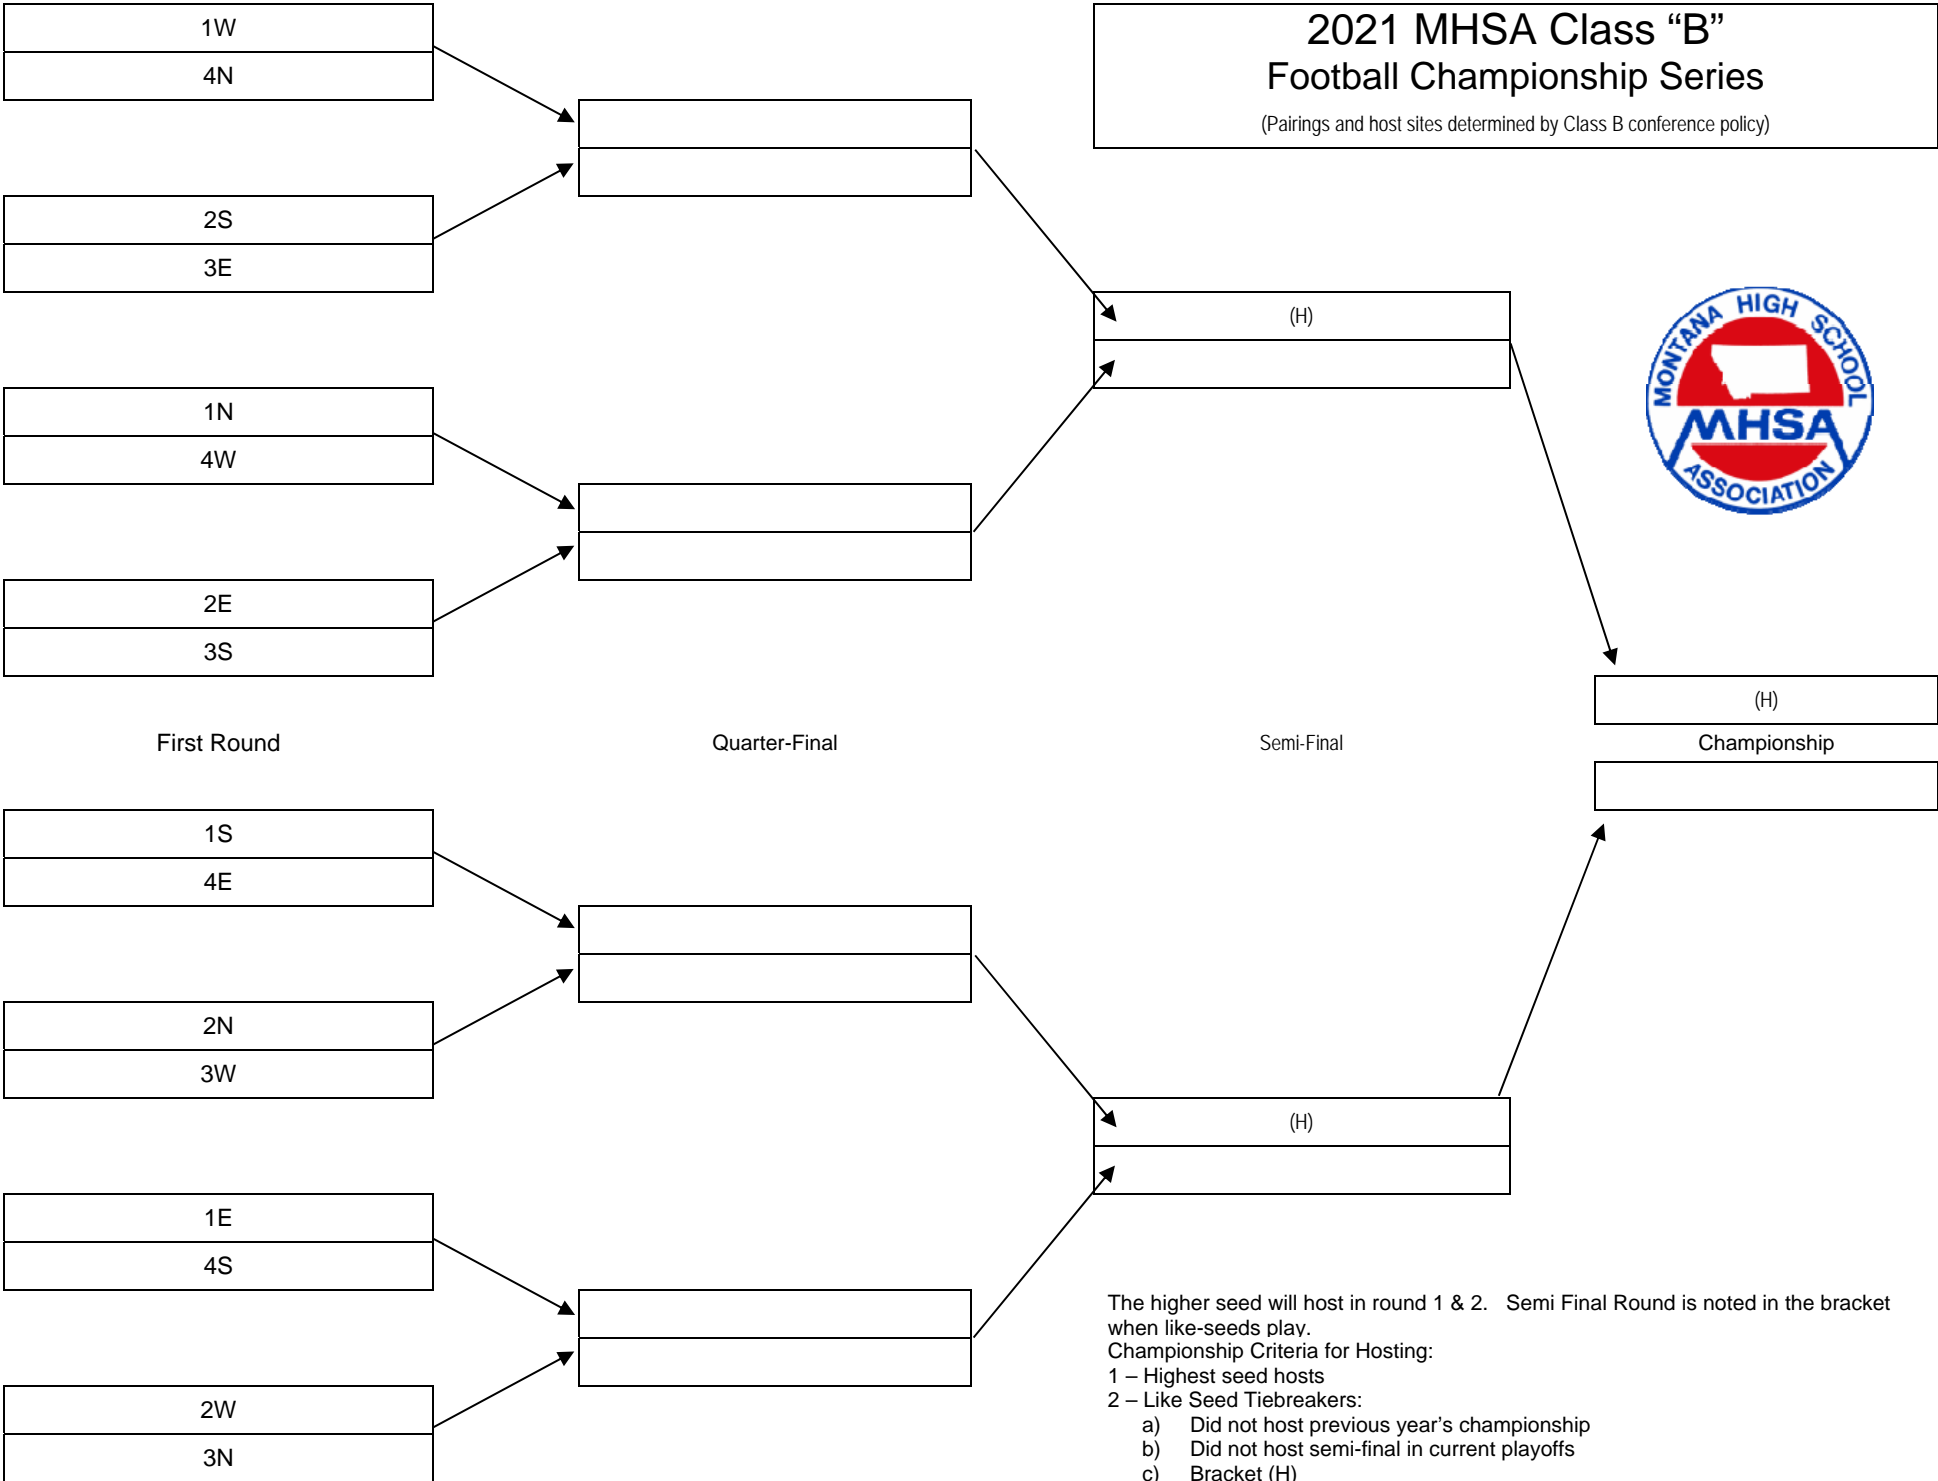 1W
4N
2021 MHSA Class “B”
Football Championship Series
(Pairings and host sites determined by Class B conference policy)
2S
3E
(H)
MONTANA HIGH SCHOOL
MHSA
ASSOCIATION
1N
4W
2E
3S
(H)
First Round
Quarter-Final
Semi-Final
Championship
1S
4E
2N
3W
(H)
1E
4S
The higher seed will host in round 1 & 2. Semi Final Round is noted in the bracket
when like-seeds play.
Championship Criteria for Hosting:
1 – Highest seed hosts
2 – Like Seed Tiebreakers:
a) Did not host previous year’s championship
b) Did not host semi-final in current playoffs
c) Bracket (H)
2W
3N